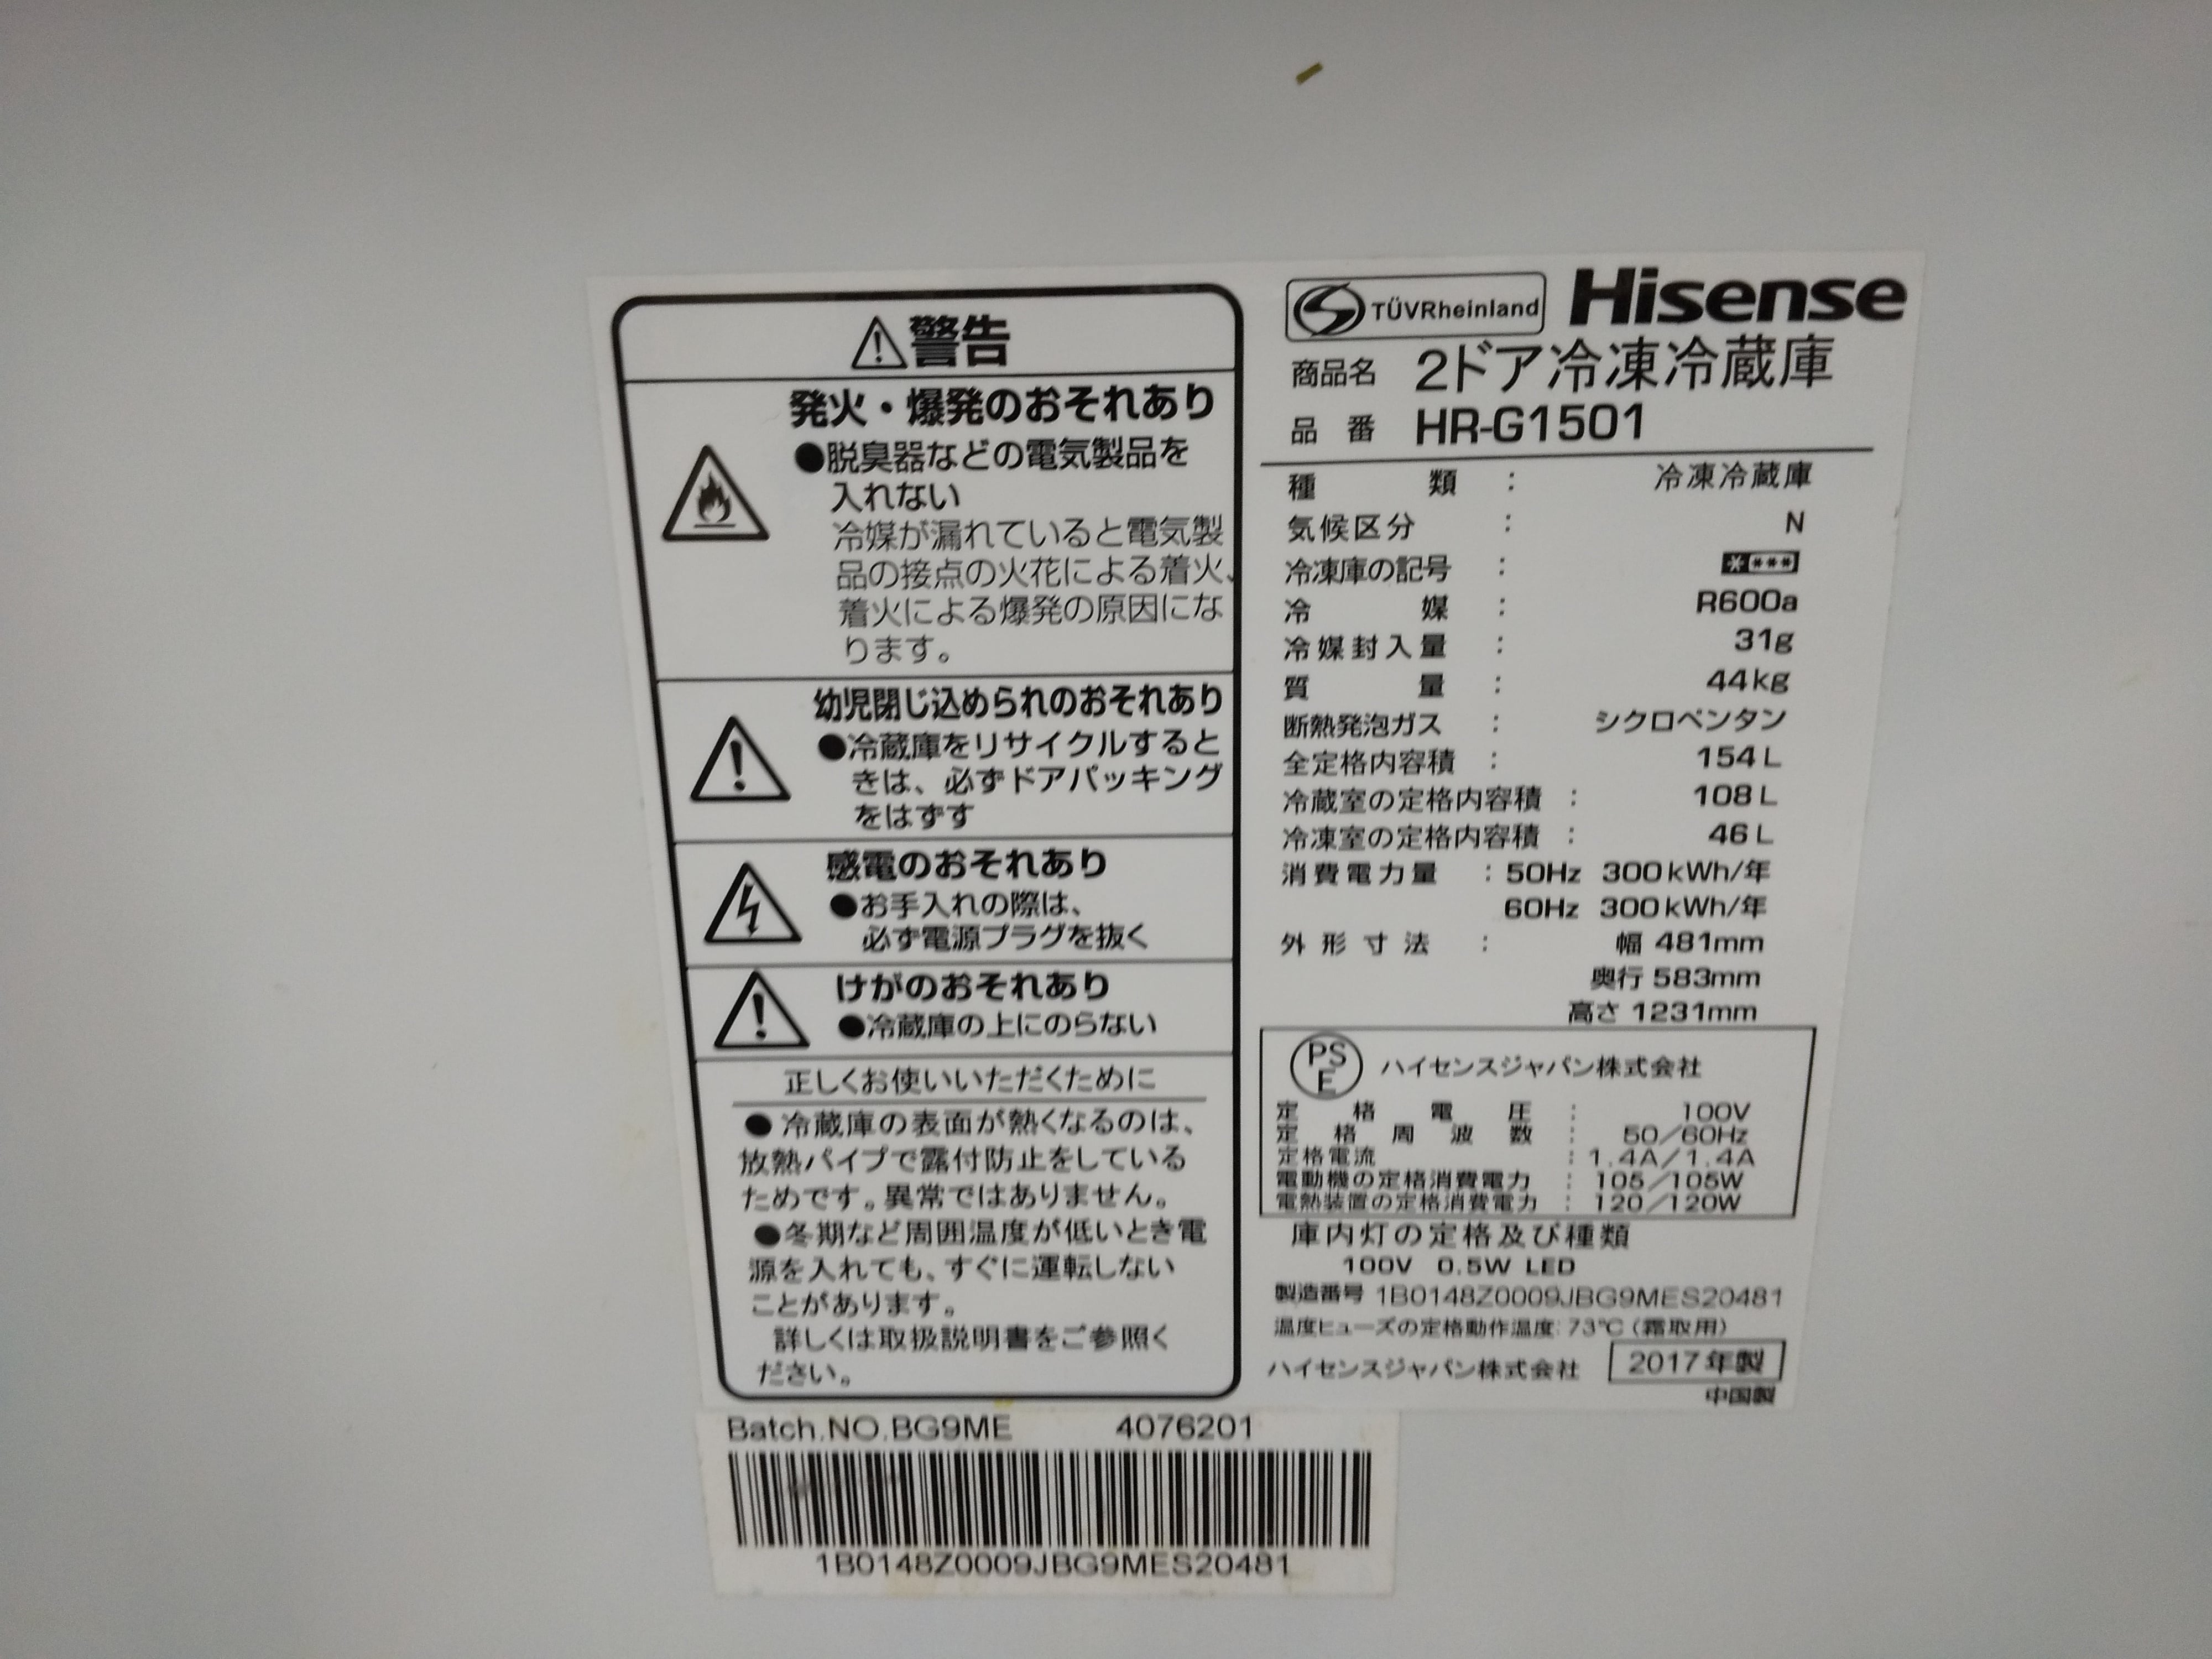 警告
発火・爆発のおそれあり
●脱臭器などの電気製品を
入れない
冷媒が漏れていると電気製
品の接点の火花による着火、
着火による爆発の原因にな
ります。
幼児閉じ込められのおそれあり
●冷蔵庫をリサイクルすると
きは、必ずドアパッキング
をはずす
感電のおそれあり
●お手入れの際は、
必ず電源プラグを抜く
けがのおそれあり
●冷蔵庫の上にのらない
正しくお使いいただくために
● 冷蔵庫の表面が熱くなるのは、
放熱パイプで露付防止をしている
ためです。異常ではありません。
●冬期など周囲温度が低いとき電
源を入れても、すぐに運転しない
ことがあります。
詳しくは取扱説明書をご参照く
ださい。
TÜVRheinland Hisense
商品名 2ドア冷凍冷蔵庫
品番 HR-G1501
種類 : 冷凍冷蔵庫
気候区分 : N
冷凍庫の記号 : * ***
冷媒 : R600a
冷媒封入量 : 31g
質量 : 44kg
断熱発泡ガス : シクロペンタン
全定格内容積 : 154L
冷蔵室の定格内容積 : 108L
冷凍室の定格内容積 : 46L
消費電力量 : 50Hz 300kWh/年
60Hz 300kWh/年
外形寸法 : 幅 481mm
奥行 583mm
高さ 1231mm
PSE ハイセンスジャパン株式会社
定格電圧 : 100V
定格周波数 : 50/60Hz
定格電流 : 1.4A/1.4A
電動機の定格消費電力 : 105/105W
電熱装置の定格消費電力 : 120/120W
庫内灯の定格及び種類
100V 0.5W LED
製造番号 1B0148Z0009JBG9MES20481
温度ヒューズの定格動作温度: 73℃(霜取用)
ハイセンスジャパン株式会社 2017年製
中国製
Batch.NO.BG9ME 4076201
1B0148Z0009JBG9MES20481